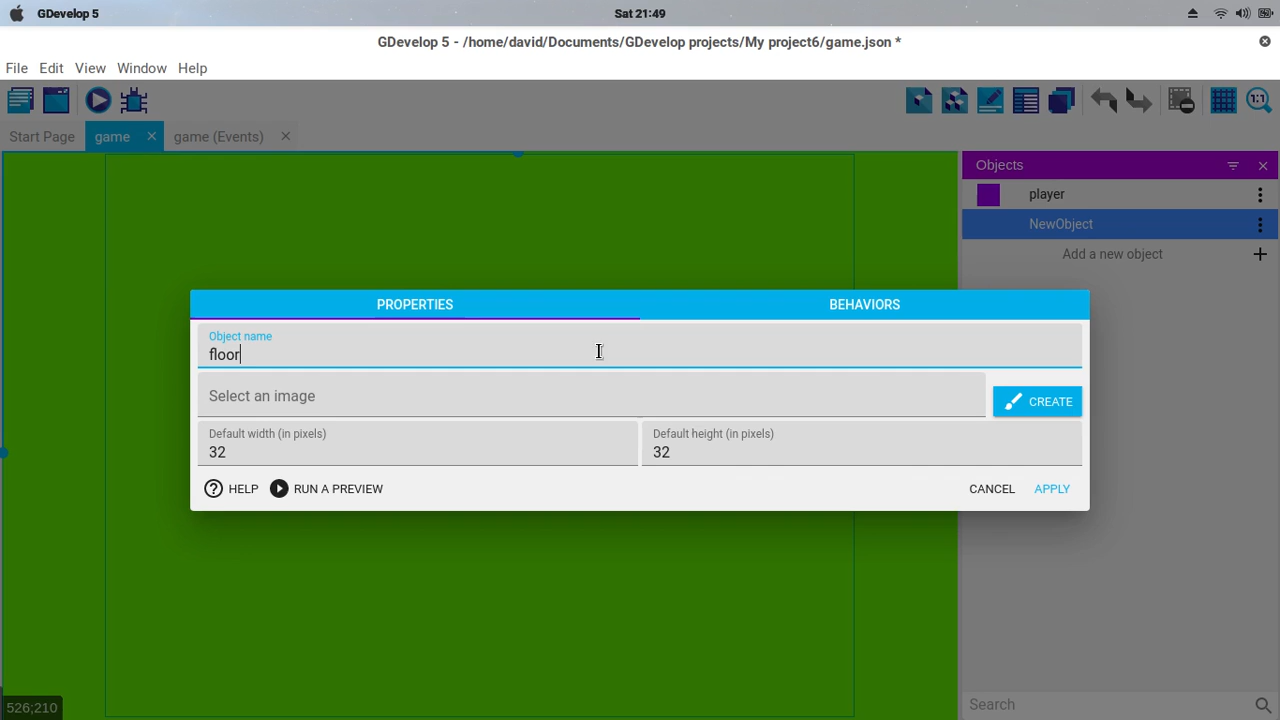 GDevelop 5
Sat 21:49
GDevelop 5 - /home/david/Documents/GDevelop projects/My project6/game.json *
File Edit View Window Help
1:1
Start Page game game (Events)
Objects
player
NewObject
Add a new object
PROPERTIES BEHAVIORS
Object name
floor
Select an image
CREATE
Default width (in pixels) Default height (in pixels)
32 32
HELP RUN A PREVIEW CANCEL APPLY
526;210
Search